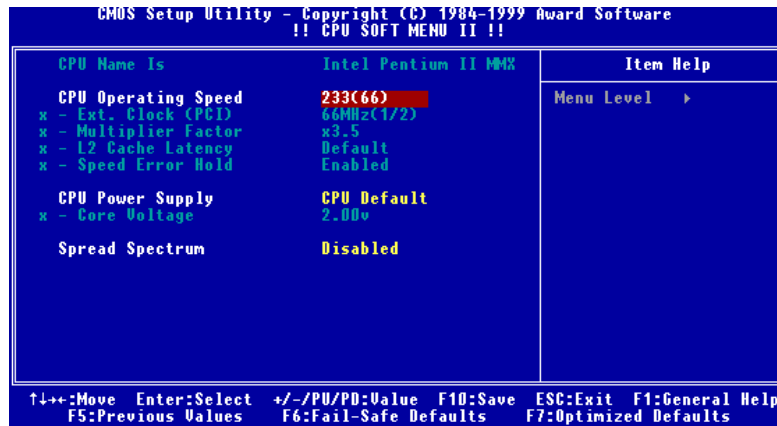 CMOS Setup Utility - Copyright (C) 1984-1999 Award Software
!! CPU SOFT MENU II !!
CPU Name Is Intel Pentium II MMX
CPU Operating Speed 233(66)
x - Ext. Clock (PCI) 66MHz(1/2)
x - Multiplier Factor x3.5
x - L2 Cache Latency Default
x - Speed Error Hold Enabled
CPU Power Supply CPU Default
x - Core Voltage 2.00v
Spread Spectrum Disabled
Item Help
Menu Level ▸
↑↓→←:Move Enter:Select +/-/PU/PD:Value F10:Save ESC:Exit F1:General Help
F5:Previous Values F6:Fail-Safe Defaults F7:Optimized Defaults